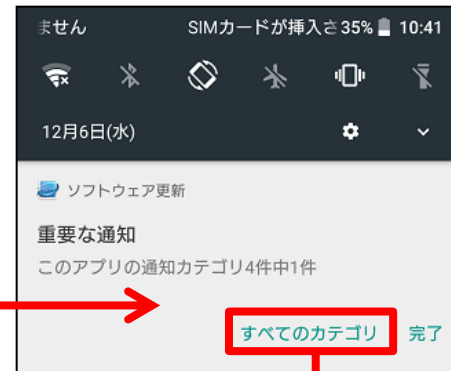 ません SIMカードが挿入さ 35% 10:41
12月6日(水)
ソフトウェア更新
重要な通知
このアプリの通知カテゴリ4件中1件
すべてのカテゴリ 完了